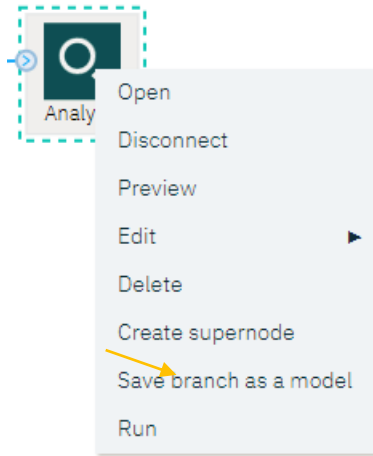 Analy
Open
Disconnect
Preview
Edit
Delete
Create supernode
Save branch as a model
Run